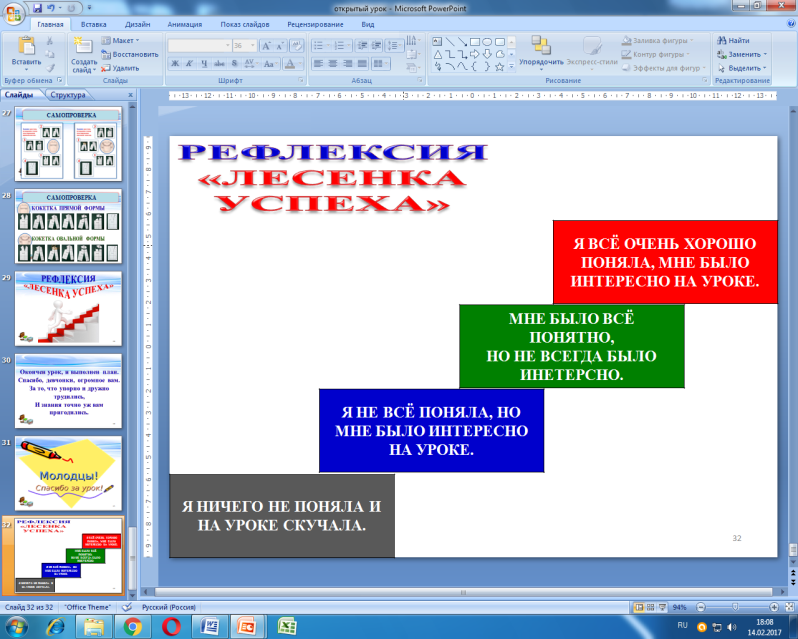 открытый урок - Microsoft PowerPoint
Главная Вставка Дизайн Анимация Показ слайдов Рецензирование Вид
Вставить
Буфер обмена
Создать слайд
Макет
Восстановить
Удалить
Слайды
36
Ж К Ч abc S AV Aa A
Шрифт
Абзац
Упорядочить
Экспресс-стили
Заливка фигуры
Контур фигуры
Эффекты для фигур
Рисование
Найти
Заменить
Выделить
Редактирование
Слайды Структура
27
САМОПРОВЕРКА
28
САМОПРОВЕРКА
КОКЕТКА ПРЯМОЙ ФОРМЫ
КОКЕТКА ОВАЛЬНОЙ ФОРМЫ
29
РЕФЛЕКСИЯ
«ЛЕСЕНКА УСПЕХА»
30
Окончен урок, и выполнен план.
Спасибо, девчонки, огромное вам.
За то, что упорно и дружно
трудились,
И знания точно уж вам
пригодились.
31
Молодцы!
Спасибо за урок!
32
РЕФЛЕКСИЯ
«ЛЕСЕНКА
УСПЕХА»
РЕФЛЕКСИЯ
«ЛЕСЕНКА
УСПЕХА»
Я ВСЁ ОЧЕНЬ ХОРОШО
ПОНЯЛА, МНЕ БЫЛО
ИНТЕРЕСНО НА УРОКЕ.
МНЕ БЫЛО ВСЁ
ПОНЯТНО,
НО НЕ ВСЕГДА БЫЛО
ИНЕТЕРСНО.
Я НЕ ВСЁ ПОНЯЛА, НО
МНЕ БЫЛО ИНТЕРЕСНО
НА УРОКЕ.
Я НИЧЕГО НЕ ПОНЯЛА И
НА УРОКЕ СКУЧАЛА.
32
Слайд 32 из 32 "Office Theme" Русский (Россия) 94%
RU 18:08
14.02.2017